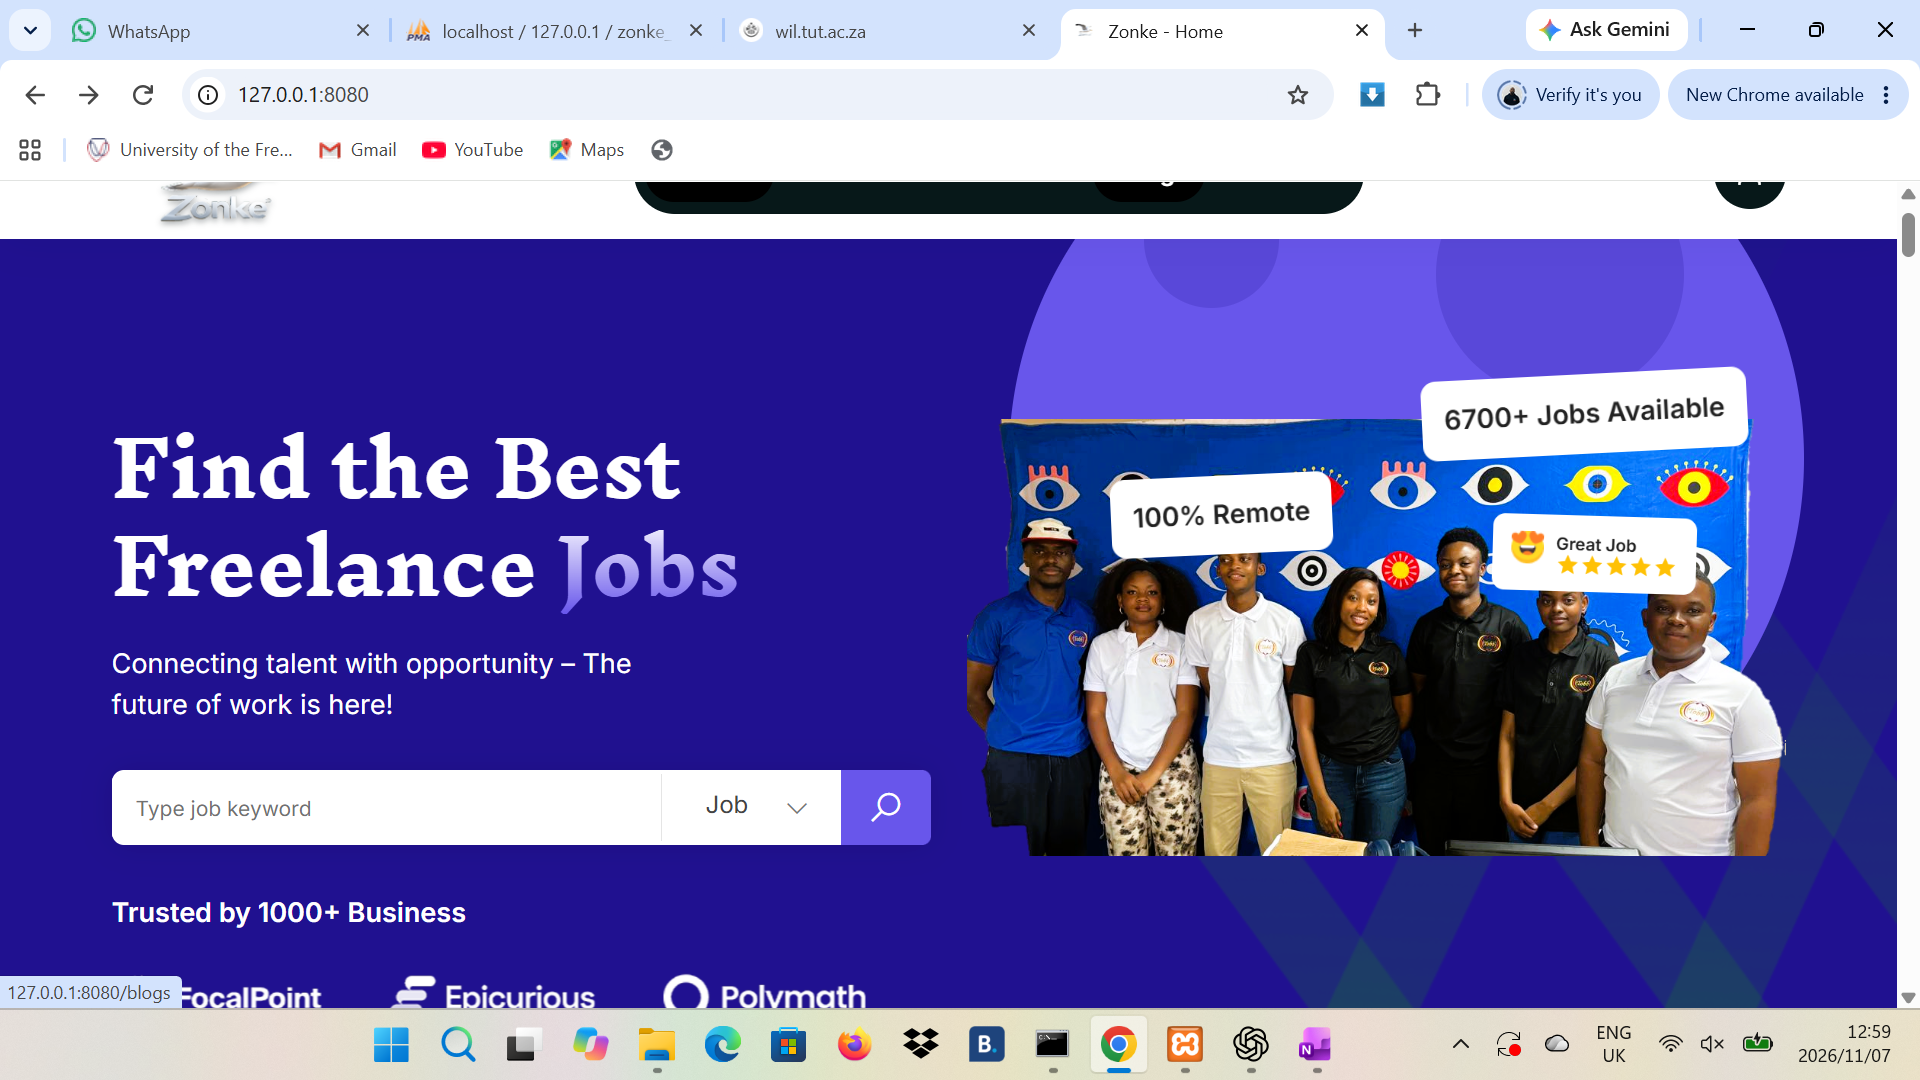 WhatsApp
localhost / 127.0.0.1 / zonke_
wil.tut.ac.za
Zonke - Home
Ask Gemini
127.0.0.1:8080
Verify it's you
New Chrome available
University of the Fre...
Gmail
YouTube
Maps
Zonke
6700+ Jobs Available
100% Remote
Great Job
Find the Best
Freelance Jobs
Connecting talent with opportunity – The
future of work is here!
Type job keyword
Job
Trusted by 1000+ Business
FocalPoint
Epicurious
Polymath
127.0.0.1:8080/blogs
ENG
UK
12:59
2026/11/07